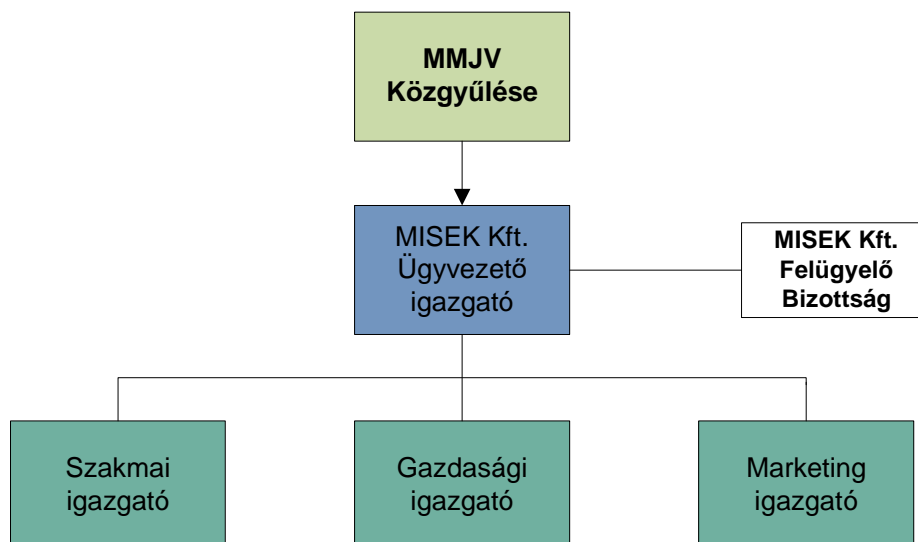 MMJV
Közgyűlése
MISEK Kft.
Ügyvezető
igazgató
MISEK Kft.
Felügyelő
Bizottság
Szakmai
igazgató
Gazdasági
igazgató
Marketing
igazgató